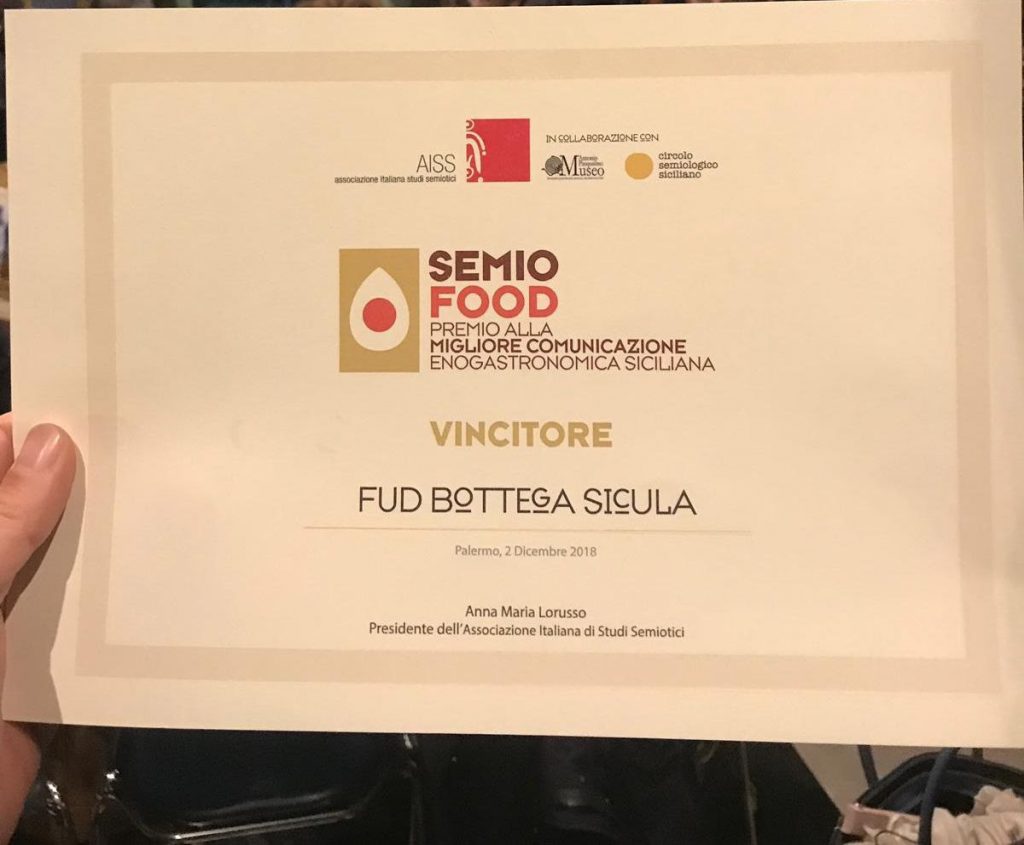 AISS
associazione italiana studi semiotici
IN COLLABORAZIONE CON
Antonio
Pasqualino
Museo
circolo
semiologico
siciliano
SEMIO
FOOD
PREMIO ALLA
MIGLIORE COMUNICAZIONE
ENOGASTRONOMICA SICILIANA
VINCITORE
FUD BOTTEGA SICULA
Palermo, 2 Dicembre 2018
Anna Maria Lorusso
Presidente dell'Associazione Italiana di Studi Semiotici